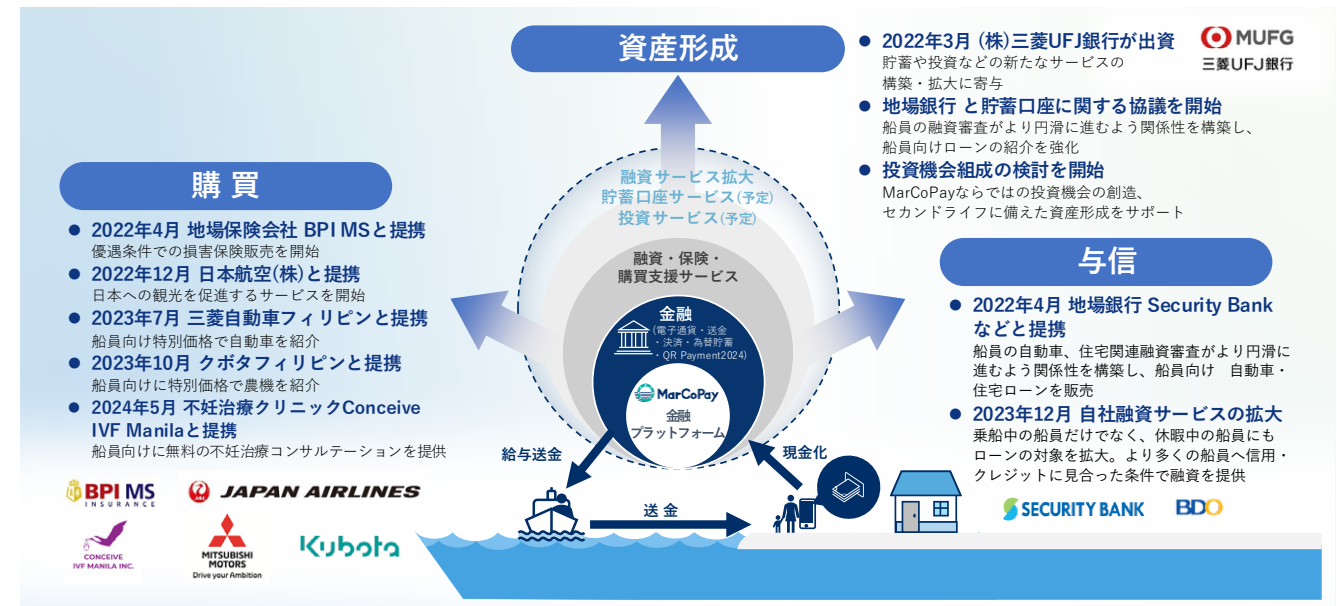 資産形成
● 2022年3月 (株)三菱UFJ銀行が出資
貯蓄や投資などの新たなサービスの
構築・拡大に寄与
● 地場銀行 と貯蓄口座に関する協議を開始
船員の融資審査がより円滑に進むよう関係性を構築し、
船員向けローンの紹介を強化
● 投資機会組成の検討を開始
MarCoPayならではの投資機会の創造、
セカンドライフに備えた資産形成をサポート
MUFG
三菱UFJ銀行
購買
● 2022年4月 地場保険会社 BPI MSと提携
優遇条件での損害保険販売を開始
● 2022年12月 日本航空(株)と提携
日本への観光を促進するサービスを開始
● 2023年7月 三菱自動車フィリピンと提携
船員向け特別価格で自動車を紹介
● 2023年10月 クボタフィリピンと提携
船員向けに特別価格で農機を紹介
● 2024年5月 不妊治療クリニックConceive
IVF Manilaと提携
船員向けに無料の不妊治療コンサルテーションを提供
BPI MS
INSURANCE
JAL
JAPAN AIRLINES
CONCEIVE
IVF MANILA INC.
MITSUBISHI
MOTORS
Drive your Ambition
Kubota
融資サービス拡大
貯蓄口座サービス(予定)
投資サービス(予定)
融資・保険・
購買支援サービス
金融
(電子通貨・送金
・決済・為替貯蓄
・QR Payment2024)
MarCoPay
金融
プラットフォーム
給与送金
現金化
送金
与信
● 2022年4月 地場銀行 Security Bank
などと提携
船員の自動車、住宅関連融資審査がより円滑に
進むよう関係性を構築し、船員向け 自動車・
住宅ローンを販売
● 2023年12月 自社融資サービスの拡大
乗船中の船員だけでなく、休暇中の船員にも
ローンの対象を拡大。より多くの船員へ信用・
クレジットに見合った条件で融資を提供
SECURITY BANK
BDO